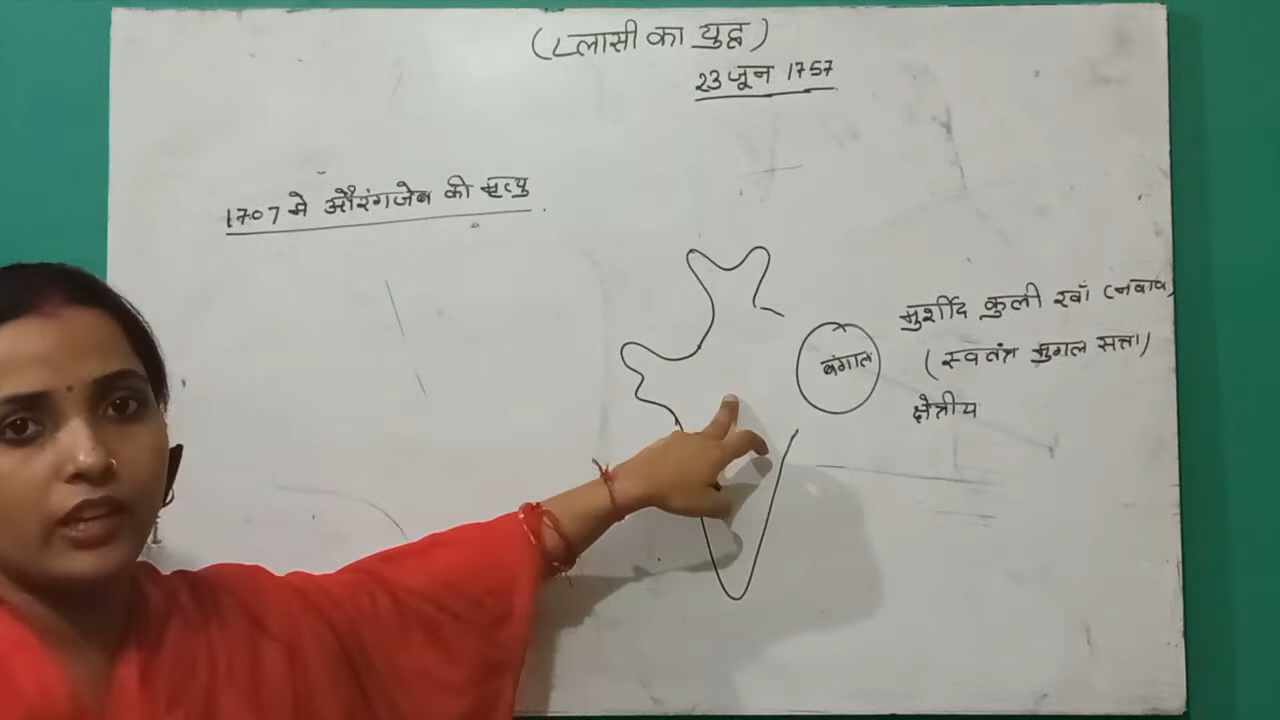 (प्लासी का युद्ध)
23 जून 1757
1707 मे औरंगजेब की मृत्यु
मुर्शीद कुली खाँ (नवाब)
बंगाल
(स्वतंत्र मुगल सत्ता)
क्षेत्रीय